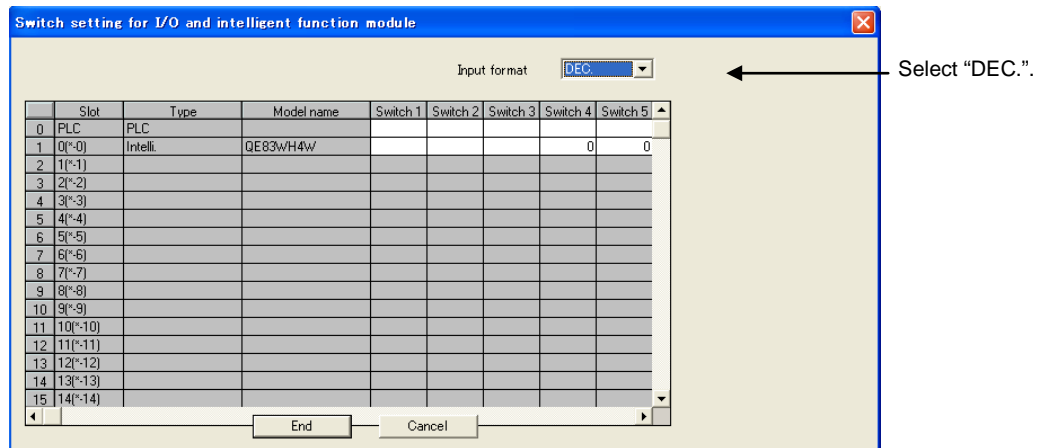 Switch setting for I/O and intelligent function module
Input format DEC.
Select “DEC.”.
Slot Type Model name Switch 1 Switch 2 Switch 3 Switch 4 Switch 5
0 PLC PLC
1 0(*-0) Intelli. QE83WH4W 0 0
2 1(*-1)
3 2(*-2)
4 3(*-3)
5 4(*-4)
6 5(*-5)
7 6(*-6)
8 7(*-7)
9 8(*-8)
10 9(*-9)
11 10(*-10)
12 11(*-11)
13 12(*-12)
14 13(*-13)
15 14(*-14)
End Cancel